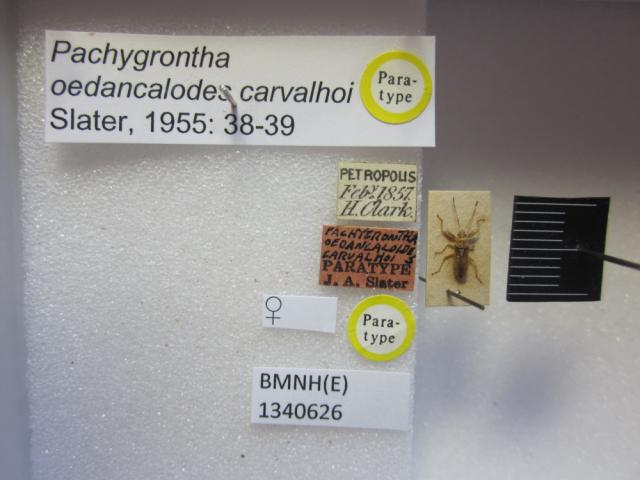 Pachygrontha
oedancalodes carvalhoi
Slater, 1955: 38-39
Para-
type
PETROPOLIS
Feby. 1857.
H. Clark.
PACHYGRONTHA
OEDANCALODES
CARVALHOI
PARATYPE
J. A. Slater
♀
Para-
type
BMNH(E)
1340626